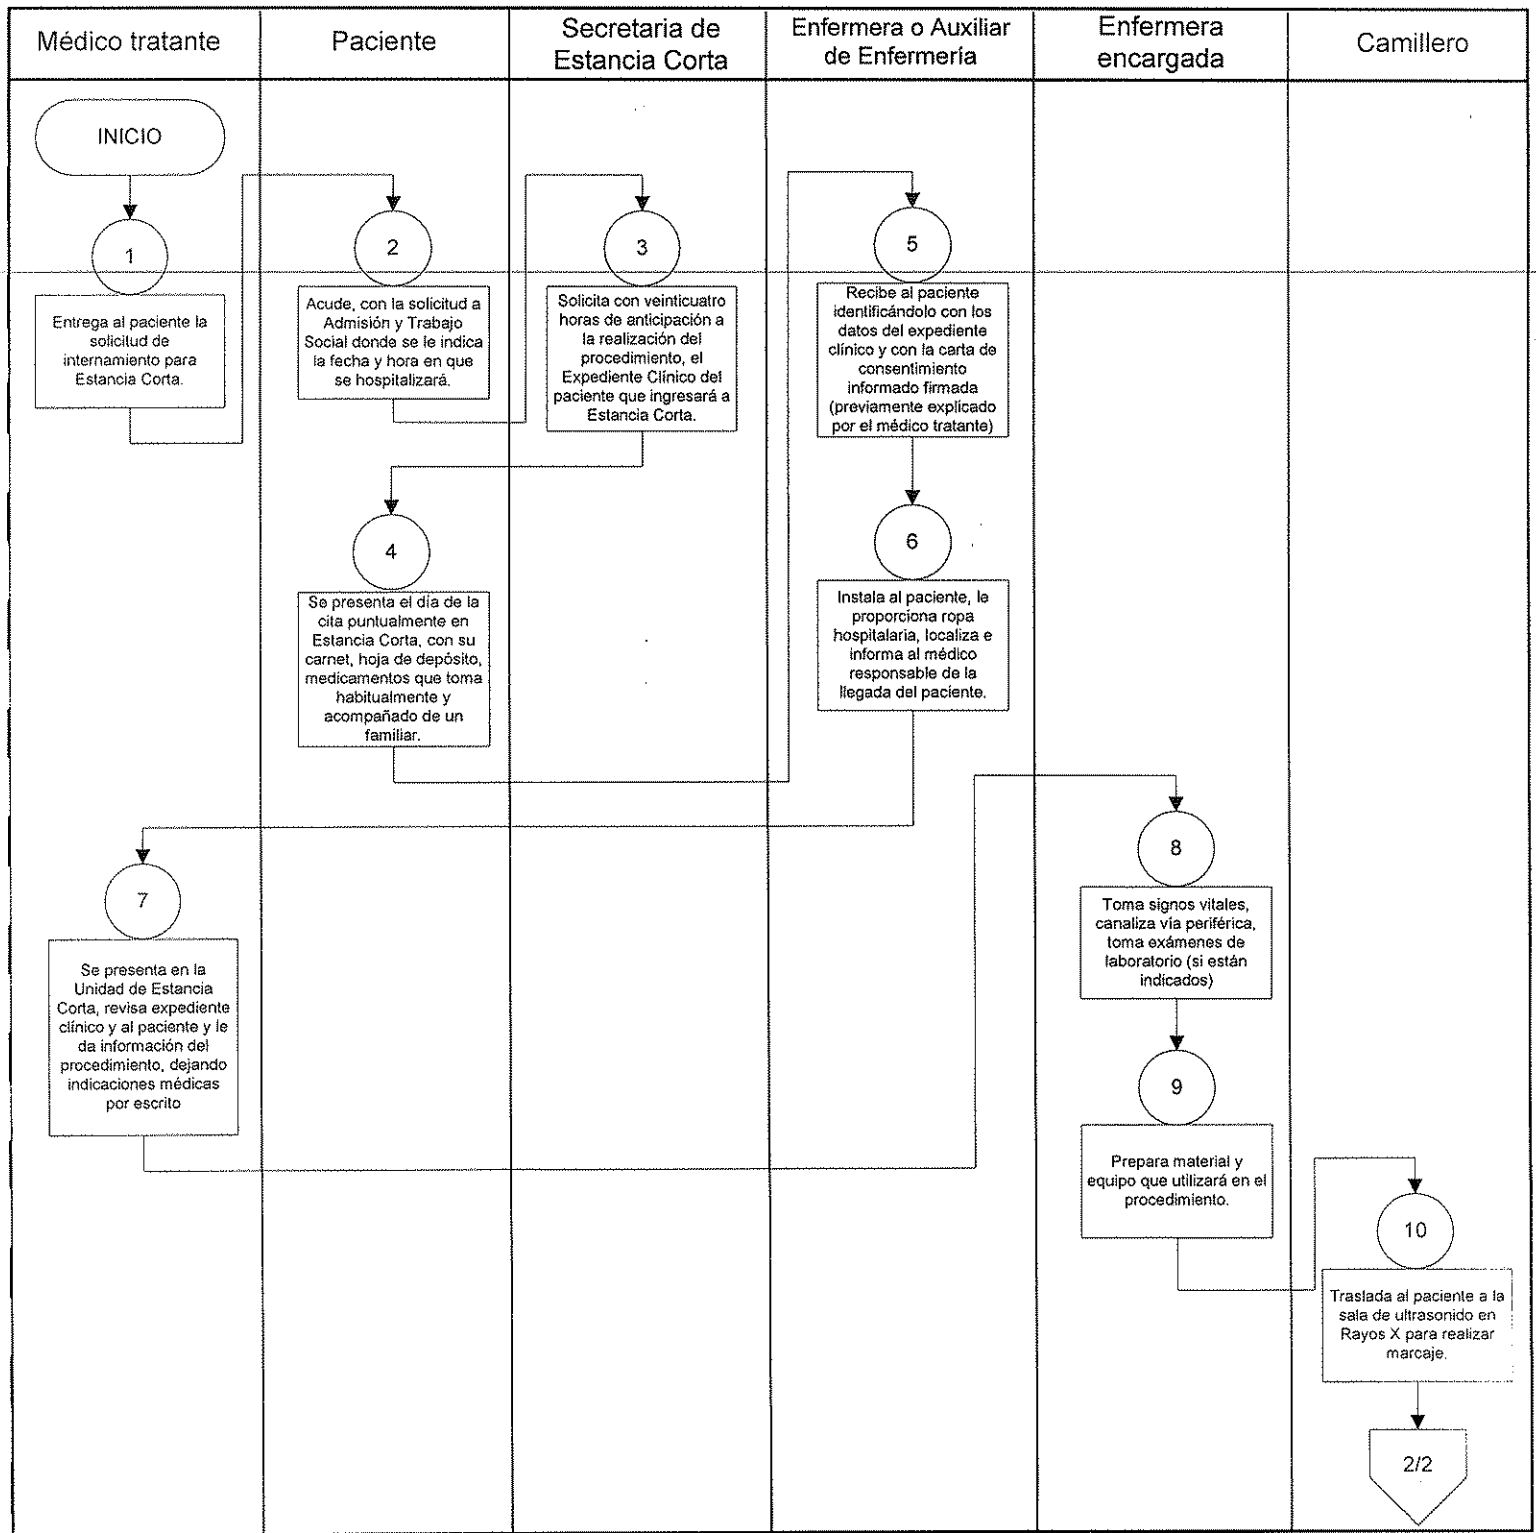 Médico tratante
Paciente
Secretaria de
Estancia Corta
Enfermera o Auxiliar
de Enfermería
Enfermera
encargada
Camillero
INICIO
1
Entrega al paciente la
solicitud de
internamiento para
Estancia Corta.
2
Acude, con la solicitud a
Admisión y Trabajo
Social donde se le indica
la fecha y hora en que
se hospitalizará.
3
Solicita con veinticuatro
horas de anticipación a
la realización del
procedimiento, el
Expediente Clínico del
paciente que ingresará a
Estancia Corta.
4
Se presenta el día de la
cita puntualmente en
Estancia Corta, con su
carnet, hoja de depósito,
medicamentos que toma
habitualmente y
acompañado de un
familiar.
5
Recibe al paciente
identificándolo con los
datos del expediente
clínico y con la carta de
consentimiento
informado firmada
(previamente explicado
por el médico tratante)
6
Instala al paciente, le
proporciona ropa
hospitalaria, localiza e
informa al médico
responsable de la
llegada del paciente.
7
Se presenta en la
Unidad de Estancia
Corta, revisa expediente
clínico y al paciente y le
da información del
procedimiento, dejando
indicaciones médicas
por escrito
8
Toma signos vitales,
canaliza vía periférica,
toma exámenes de
laboratorio (si están
indicados)
9
Prepara material y
equipo que utilizará en el
procedimiento.
10
Traslada al paciente a la
sala de ultrasonido en
Rayos X para realizar
marcaje.
2/2